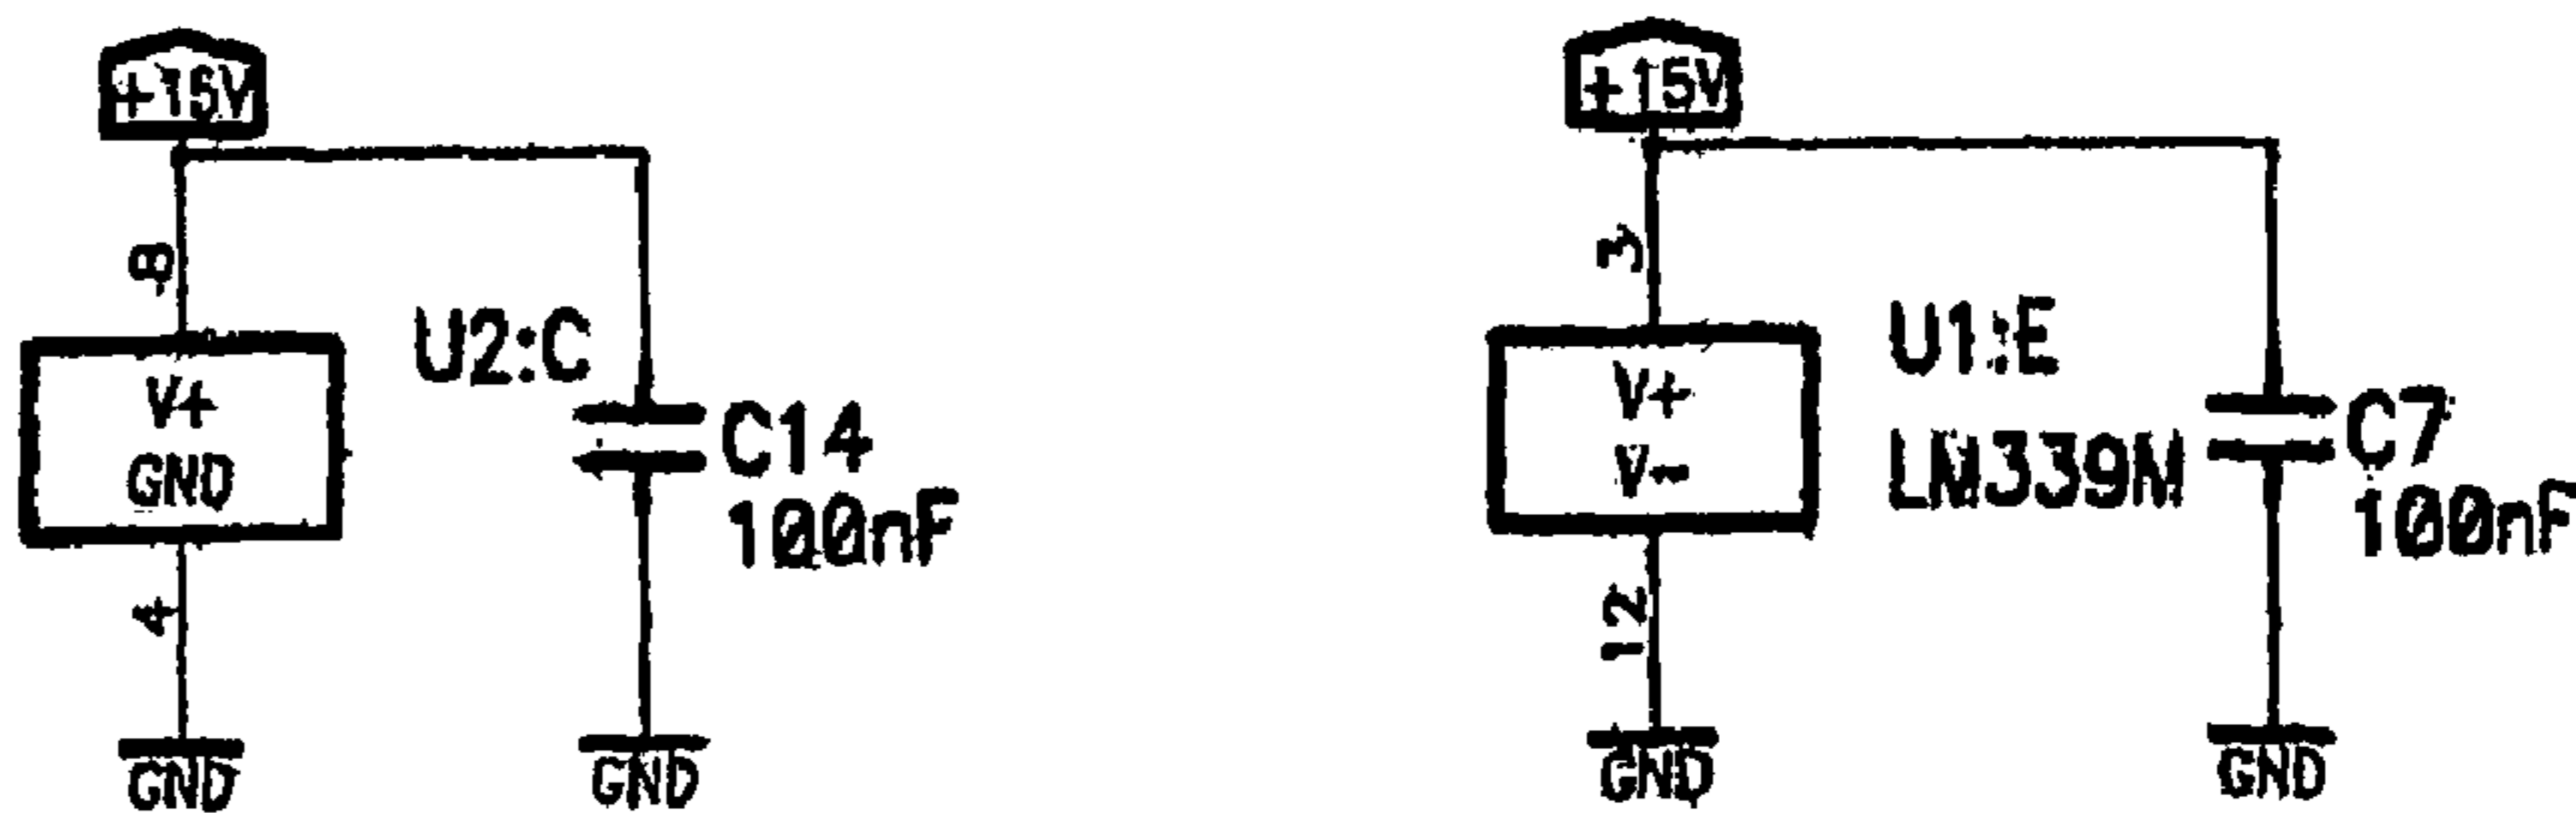 +15V
8
V+
GND
4
GND
U2:C
C14
100nF
GND
+15V
3
V+
V-
12
GND
U1:E
LM339M
C7
100nF
GND